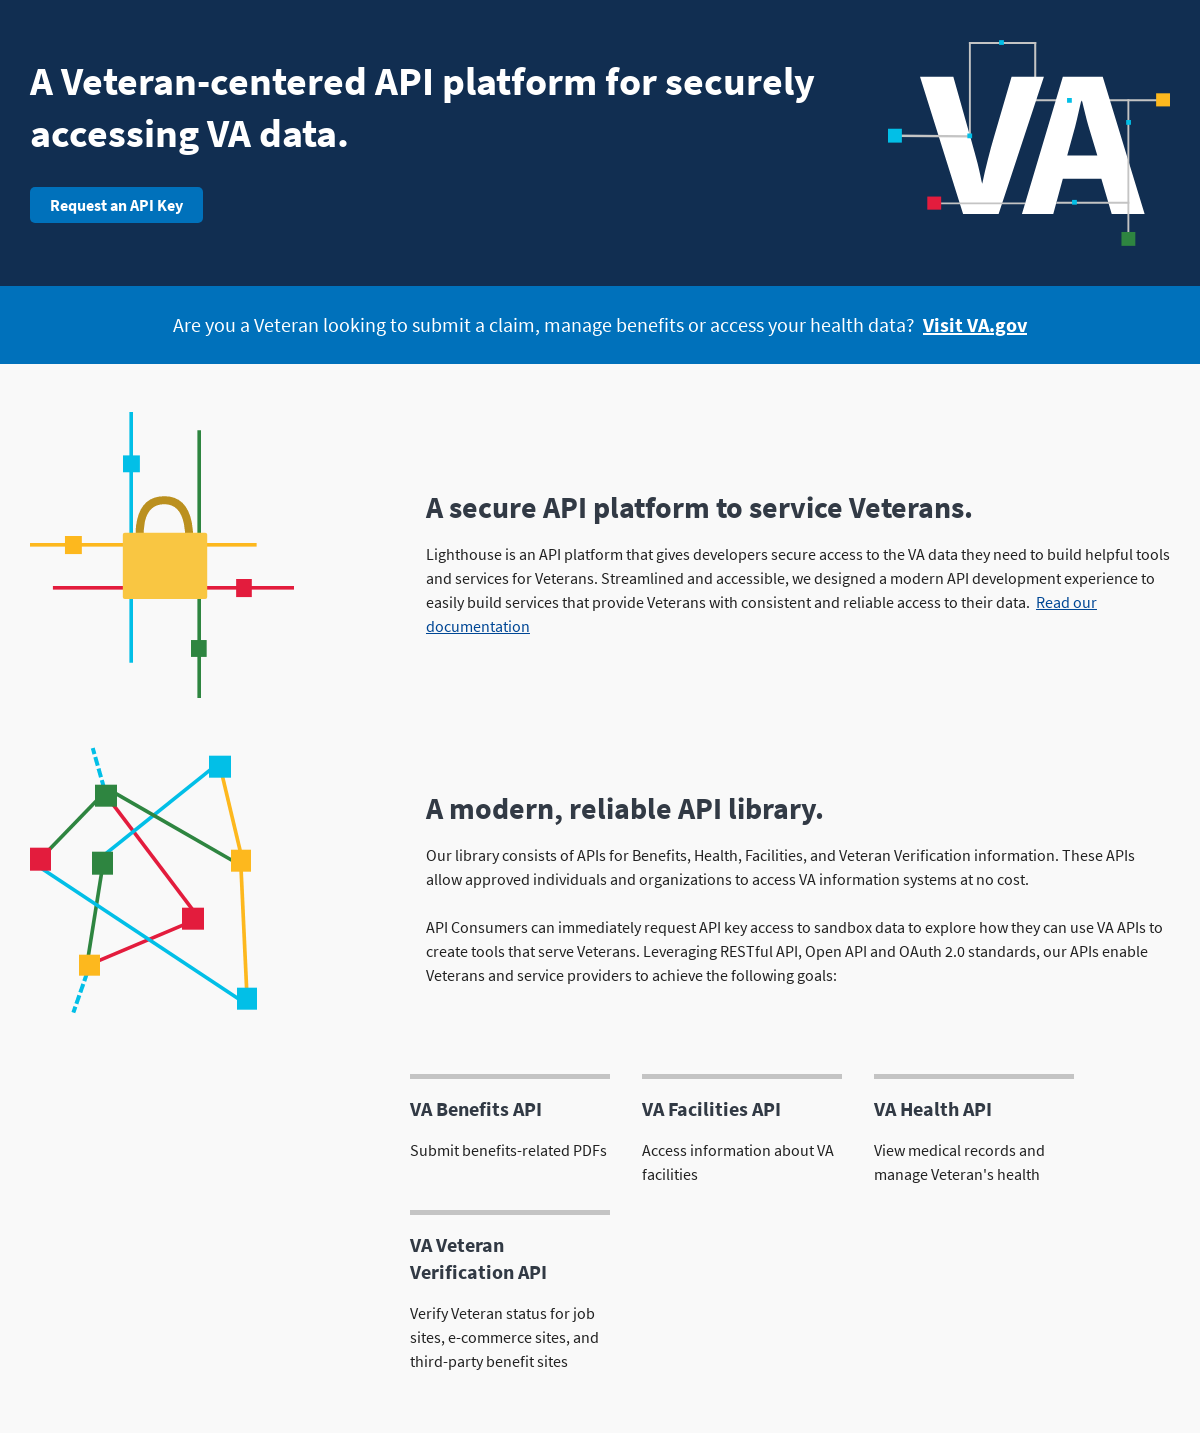 A Veteran-centered API platform for securely
accessing VA data.
Request an API Key
VA
Are you a Veteran looking to submit a claim, manage benefits or access your health data? Visit VA.gov
A secure API platform to service Veterans.
Lighthouse is an API platform that gives developers secure access to the VA data they need to build helpful tools
and services for Veterans. Streamlined and accessible, we designed a modern API development experience to
easily build services that provide Veterans with consistent and reliable access to their data. Read our
documentation
A modern, reliable API library.
Our library consists of APIs for Benefits, Health, Facilities, and Veteran Verification information. These APIs
allow approved individuals and organizations to access VA information systems at no cost.
API Consumers can immediately request API key access to sandbox data to explore how they can use VA APIs to
create tools that serve Veterans. Leveraging RESTful API, Open API and OAuth 2.0 standards, our APIs enable
Veterans and service providers to achieve the following goals:
VA Benefits API
Submit benefits-related PDFs
VA Facilities API
Access information about VA
facilities
VA Health API
View medical records and
manage Veteran's health
VA Veteran
Verification API
Verify Veteran status for job
sites, e-commerce sites, and
third-party benefit sites